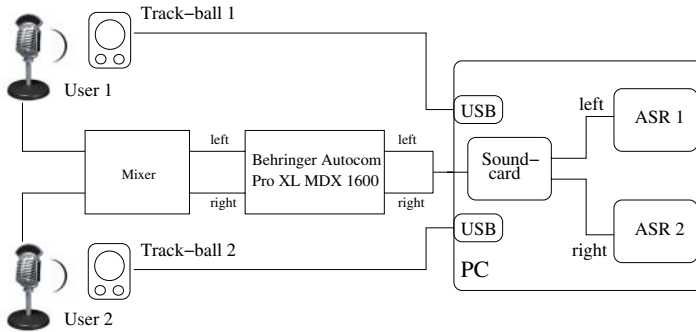 Track-ball 1
User 1
USB
left
ASR 1
left
left
Mixer
Behringer Autocom
Pro XL MDX 1600
Sound-
card
right
right
ASR 2
right
USB
Track-ball 2
PC
User 2